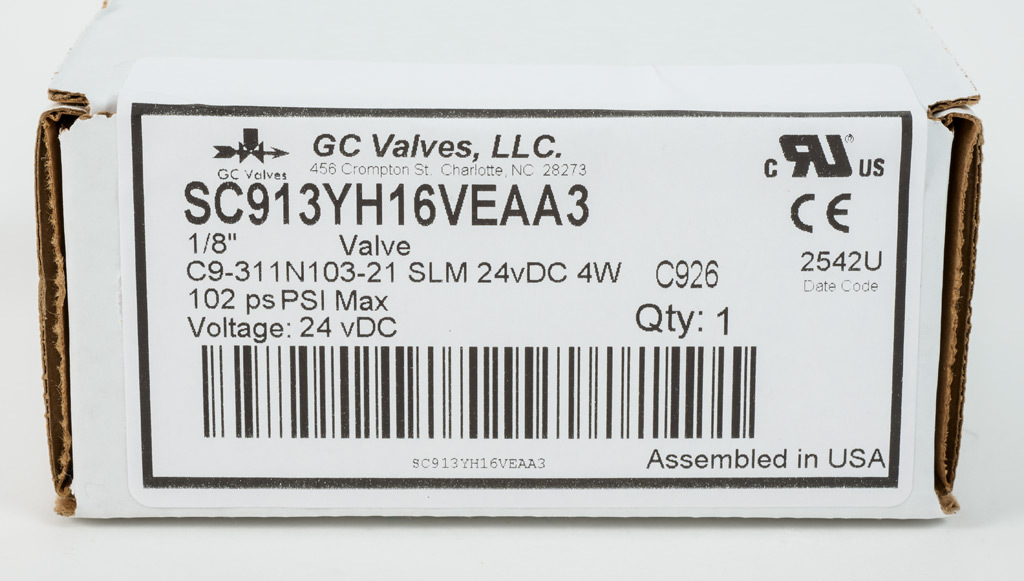 GC Valves
GC Valves, LLC.
456 Crompton St. Charlotte, NC 28273
SC913YH16VEAA3
1/8" Valve
C9-311N103-21 SLM 24vDC 4W C926
102 psPSI Max
Voltage: 24 vDC
Qty: 1
C RU ® US
CE
2542U
Date Code
SC913YH16VEAA3
Assembled in USA